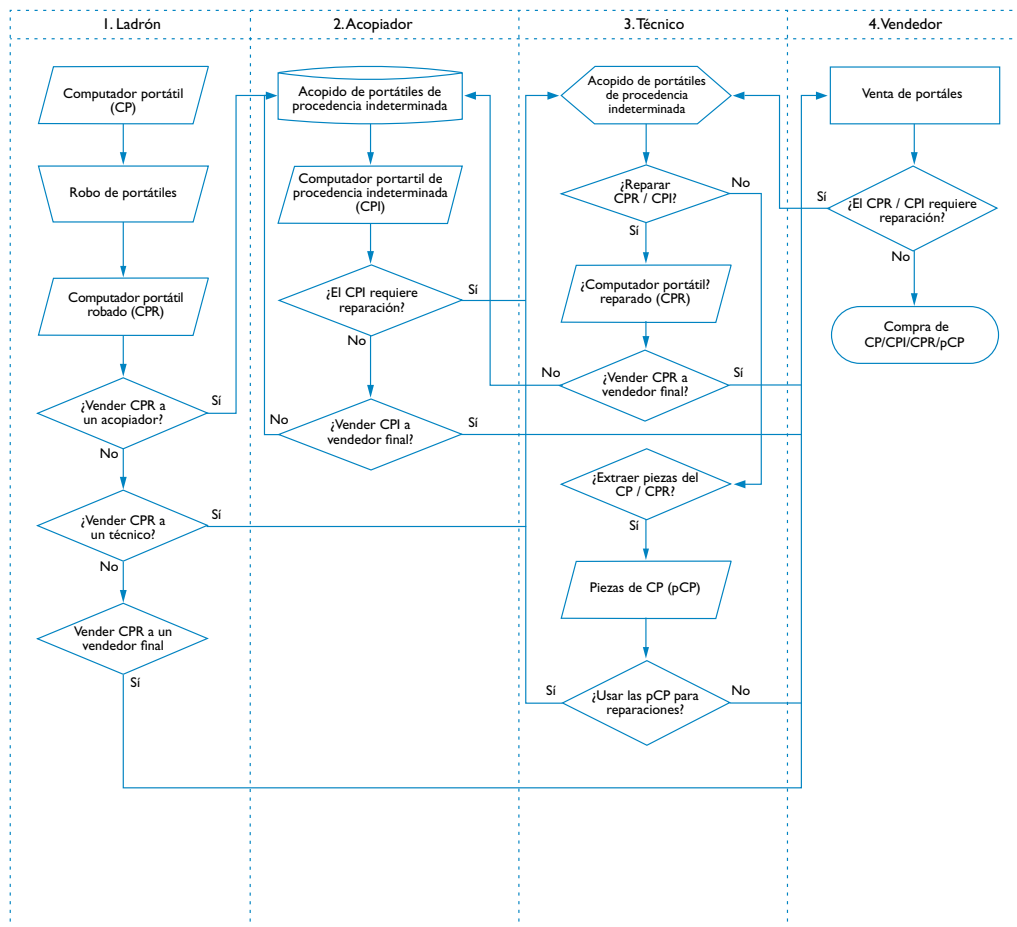 1. Ladrón
2. Acopiador
3. Técnico
4. Vendedor
Computador portátil
(CP)
Robo de portátiles
Computador portátil
robado (CPR)
¿Vender CPR a
un acopiador?
Sí
No
¿Vender CPR a
un técnico?
Sí
No
Vender CPR a un
vendedor final
Sí
Acopio de portátiles de
procedencia indeterminada
Computador portartil de
procedencia indeterminada
(CPI)
¿El CPI requiere
reparación?
Sí
No
¿Vender CPI a
vendedor final?
No
Sí
Acopido de portátiles
de procedencia
indeterminada
¿Reparar
CPR / CPI?
No
Sí
¿Computador portátil?
reparado (CPR)
¿Vender CPR a
vendedor final?
No
Sí
¿Extraer piezas del
CP / CPR?
Sí
Piezas de CP (pCP)
¿Usar las pCP para
reparaciones?
Sí
No
Venta de portáles
¿El CPR / CPI requiere
reparación?
Sí
No
Compra de
CP/CPI/CPR/pCP